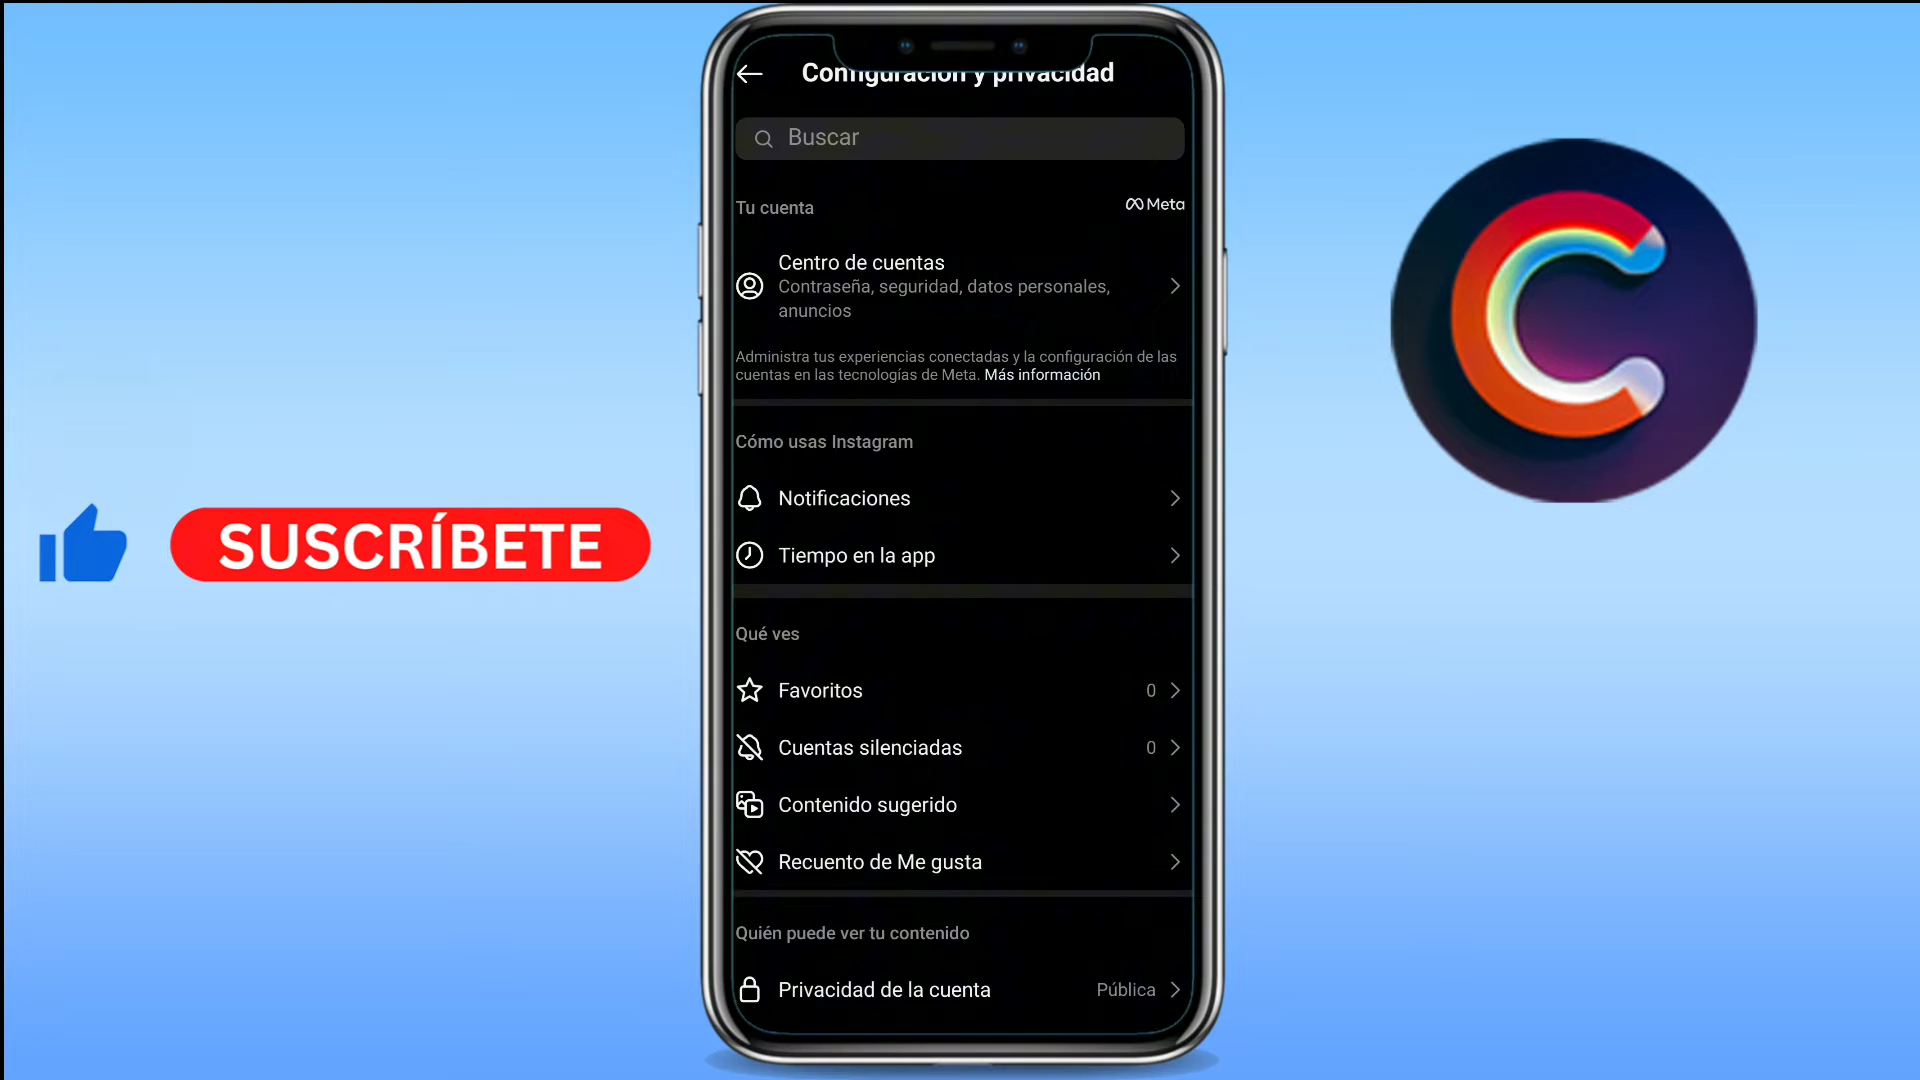 Configuración y privacidad
Buscar
Tu cuenta
Meta
Centro de cuentas
Contraseña, seguridad, datos personales,
anuncios
Administra tus experiencias conectadas y la configuración de las
cuentas en las tecnologías de Meta. Más información
Cómo usas Instagram
Notificaciones
Tiempo en la app
Qué ves
Favoritos 0
Cuentas silenciadas 0
Contenido sugerido
Recuento de Me gusta
Quién puede ver tu contenido
Privacidad de la cuenta Pública
SUSCRÍBETE
C